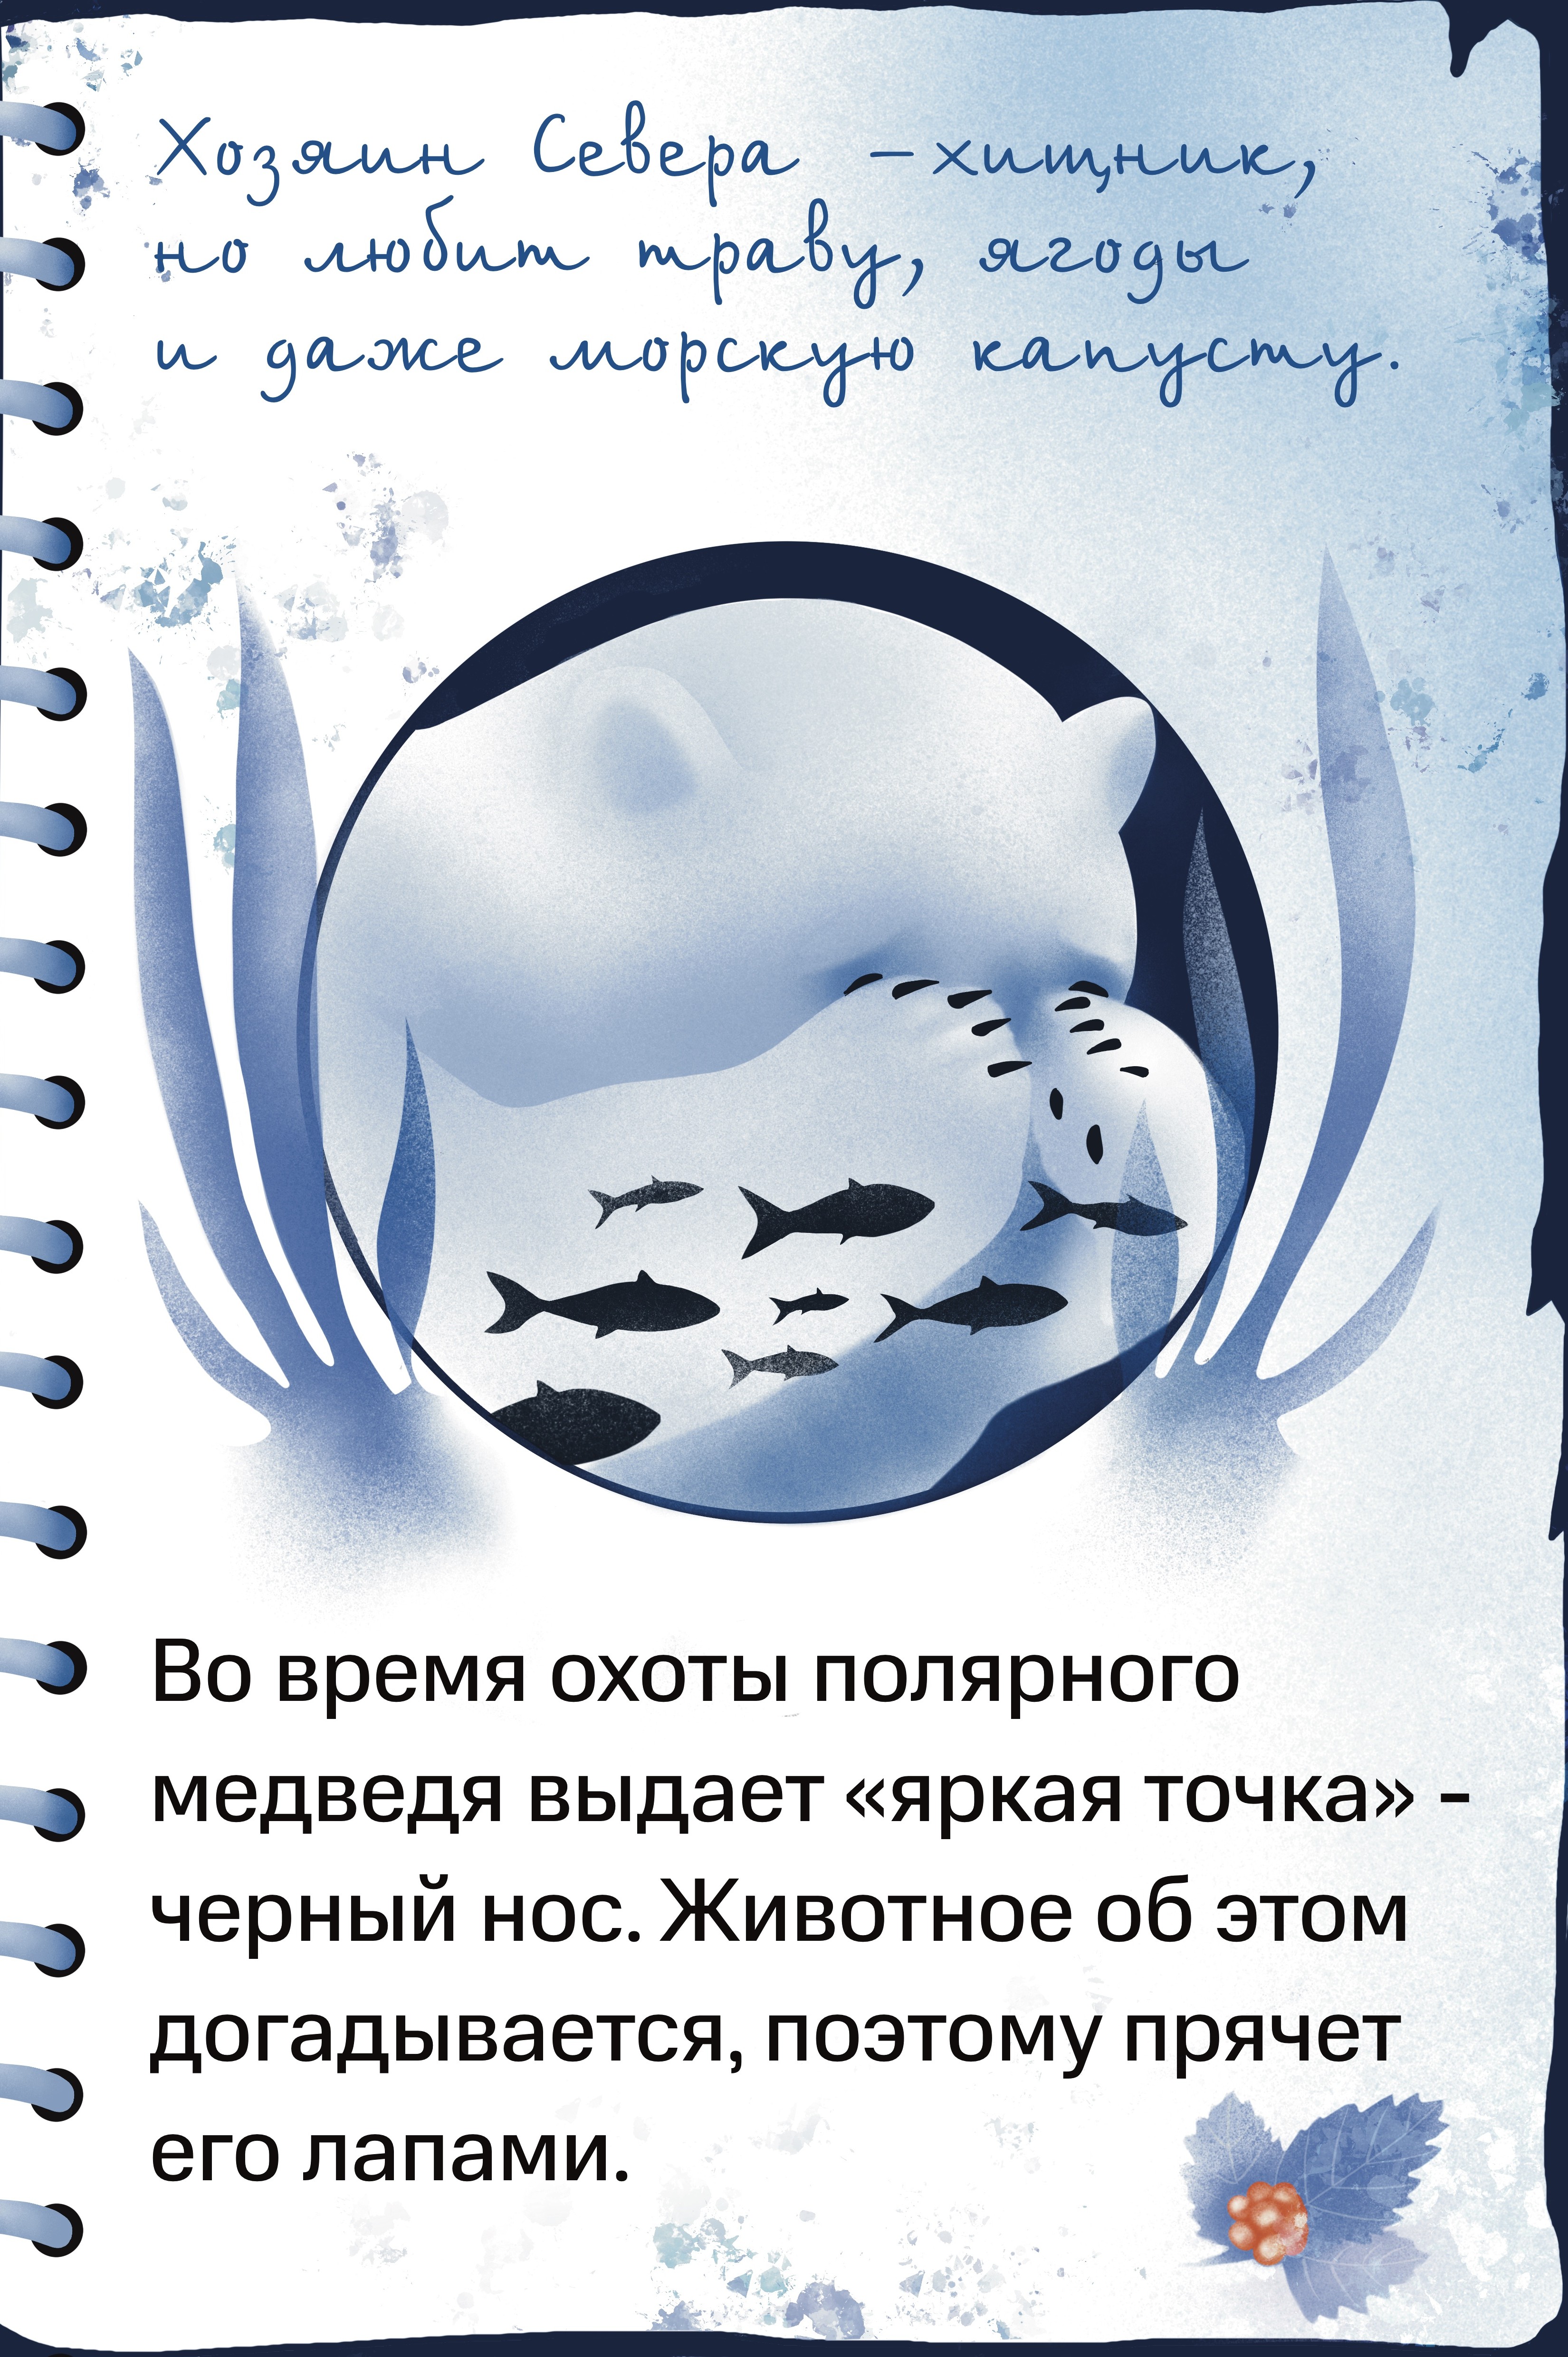 Хозяин Севера – хищник,
но любит траву, ягоды
и даже морскую капусту.
Во время охоты полярного
медведя выдает «яркая точка» -
черный нос. Животное об этом
догадывается, поэтому прячет
его лапами.